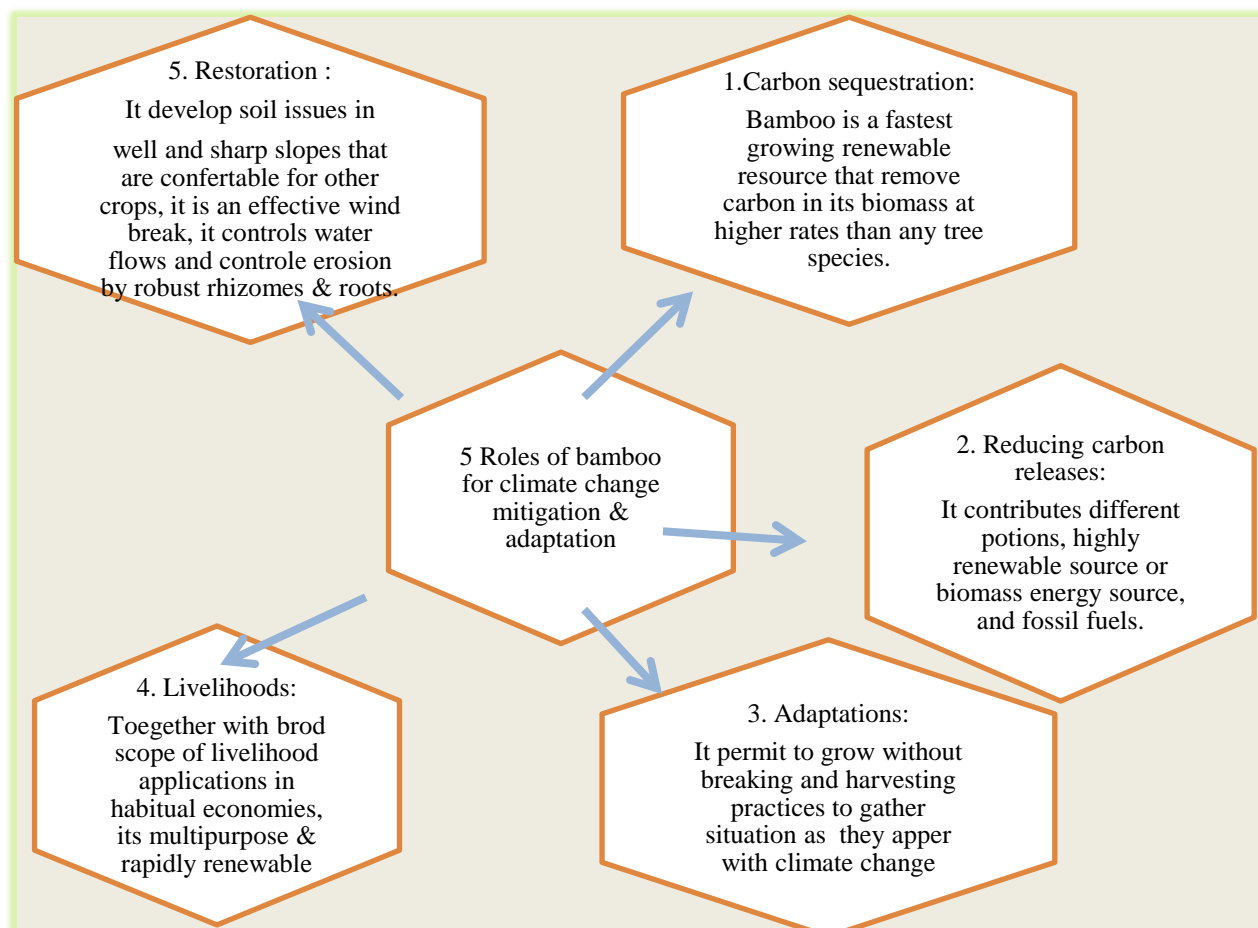 5. Restoration :
It develop soil issues in
well and sharp slopes that
are confertable for other
crops, it is an effective wind
break, it controls water
flows and controle erosion
by robust rhizomes & roots.
1.Carbon sequestration:
Bamboo is a fastest
growing renewable
resource that remove
carbon in its biomass at
higher rates than any tree
species.
5 Roles of bamboo
for climate change
mitigation &
adaptation
2. Reducing carbon
releases:
It contributes different
potions, highly
renewable source or
biomass energy source,
and fossil fuels.
4. Livelihoods:
Toegether with brod
scope of livelihood
applications in
habitual economies,
its multipurpose &
rapidly renewable
3. Adaptations:
It permit to grow without
breaking and harvesting
practices to gather
situation as they apper
with climate change